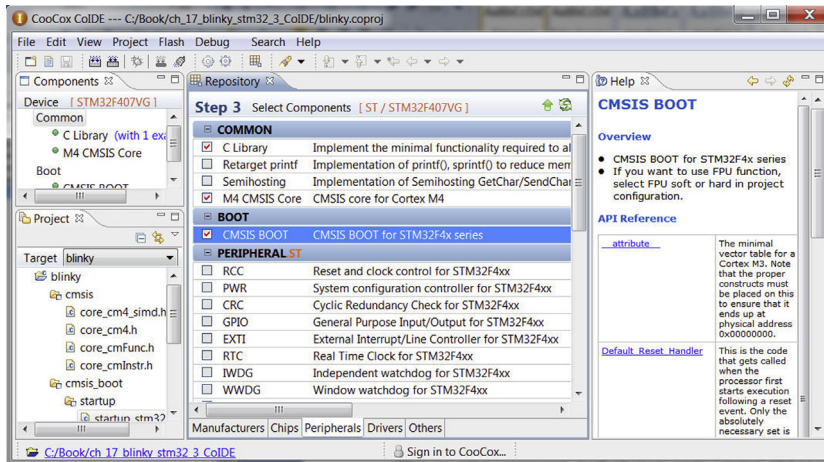 CooCox CoIDE --- C:/Book/ch_17_blinky_stm32_3_CoIDE/blinky.coproj
File Edit View Project Flash Debug Search Help
Components
Device [ STM32F407VG ]
Common
C Library (with 1 exa
M4 CMSIS Core
Boot
CMSIS BOOT
Project
Target blinky
blinky
cmsis
core_cm4_simd.h
core_cm4.h
core_cmFunc.h
core_cmInstr.h
cmsis_boot
startup
startup_stm32
Repository
Step 3 Select Components [ ST / STM32F407VG ]
COMMON
C Library Implement the minimal functionality required to al
Retarget printf Implementation of printf(), sprintf() to reduce mem
Semihosting Implementation of Semihosting GetChar/SendChar
M4 CMSIS Core CMSIS core for Cortex M4
BOOT
CMSIS BOOT CMSIS BOOT for STM32F4x series
PERIPHERAL.ST
RCC Reset and clock control for STM32F4xx
PWR System configuration controller for STM32F4xx
CRC Cyclic Redundancy Check for STM32F4xx
GPIO General Purpose Input/Output for STM32F4xx
EXTI External Interrupt/Line Controller for STM32F4xx
RTC Real Time Clock for STM32F4xx
IWDG Independent watchdog for STM32F4xx
WWDG Window watchdog for STM32F4xx
Manufacturers Chips Peripherals Drivers Others
Help
CMSIS BOOT
Overview
CMSIS BOOT for STM32F4x series
If you want to use
FPU function,
select FPU soft or hard in project
configuration.
API Reference
__attribute__
The minimal
vector table for a
Cortex M3. Note
that the proper
constructs must
be placed on this
to ensure that it
ends up at
physical address
0x00000000.
Default_Reset_Handler
This is the code
that gets called
when the
processor first
starts execution
following a reset
event. Only the
absolutely
necessary set is
C:/Book/ch_17_blinky_stm32_3_CoIDE
Sign in to CooCox...